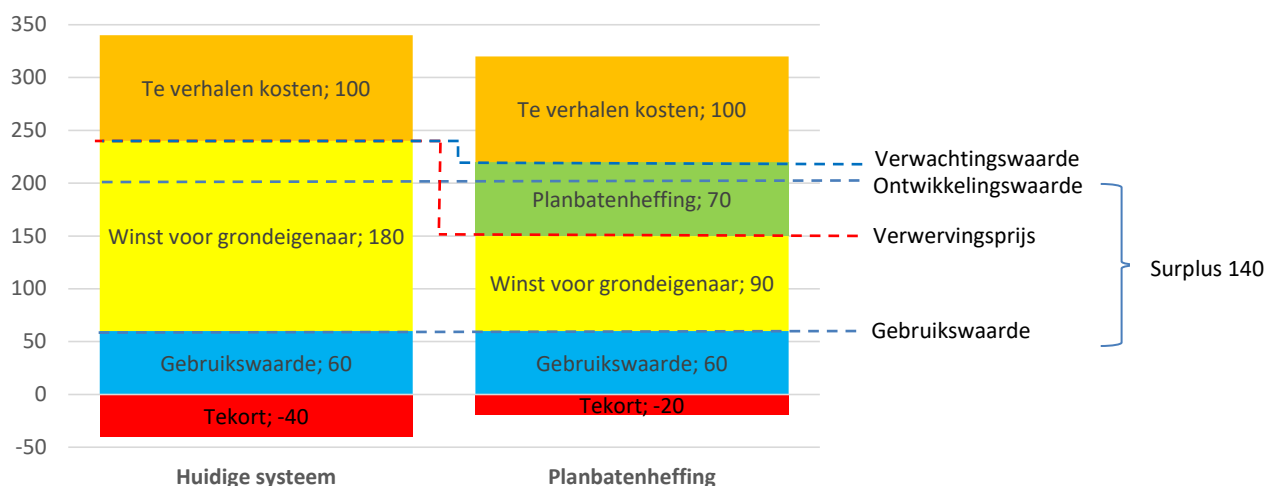 350
300
250
200
150
100
50
0
-50
Te verhalen kosten; 100
Winst voor grondeigenaar; 180
Gebruikswaarde; 60
Tekort; -40
Huidige systeem
Te verhalen kosten; 100
Planbatenheffing; 70
Winst voor grondeigenaar; 90
Gebruikswaarde; 60
Tekort; -20
Planbatenheffing
Verwachtingswaarde
Ontwikkelingswaarde
Verwervingsprijs
Gebruikswaarde
Surplus 140